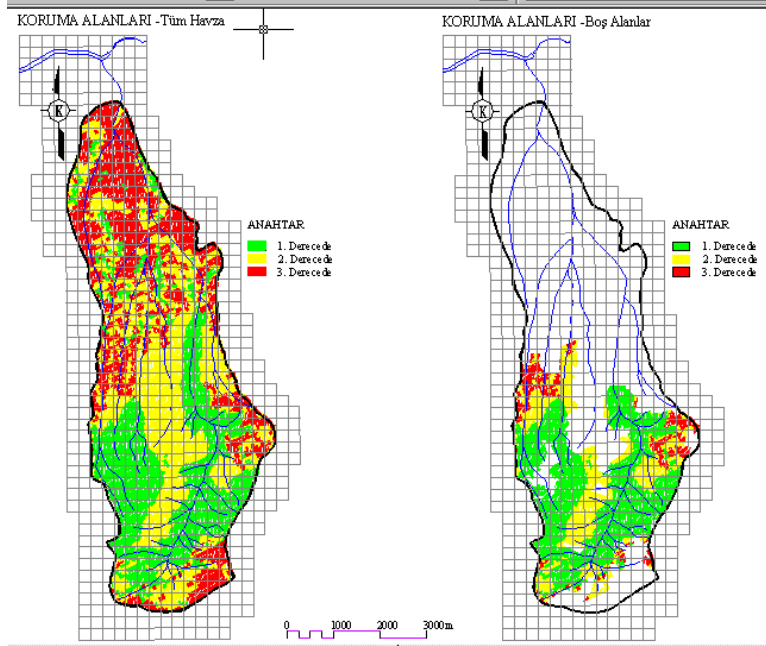 KORUMA ALANLARI -Tüm Havza
KORUMA ALANLARI -Boş Alanlar
K
K
ANAHTAR
1. Derecede
2. Derecede
3. Derecede
ANAHTAR
1. Derecede
2. Derecede
3. Derecede
0 1000 2000 3000m